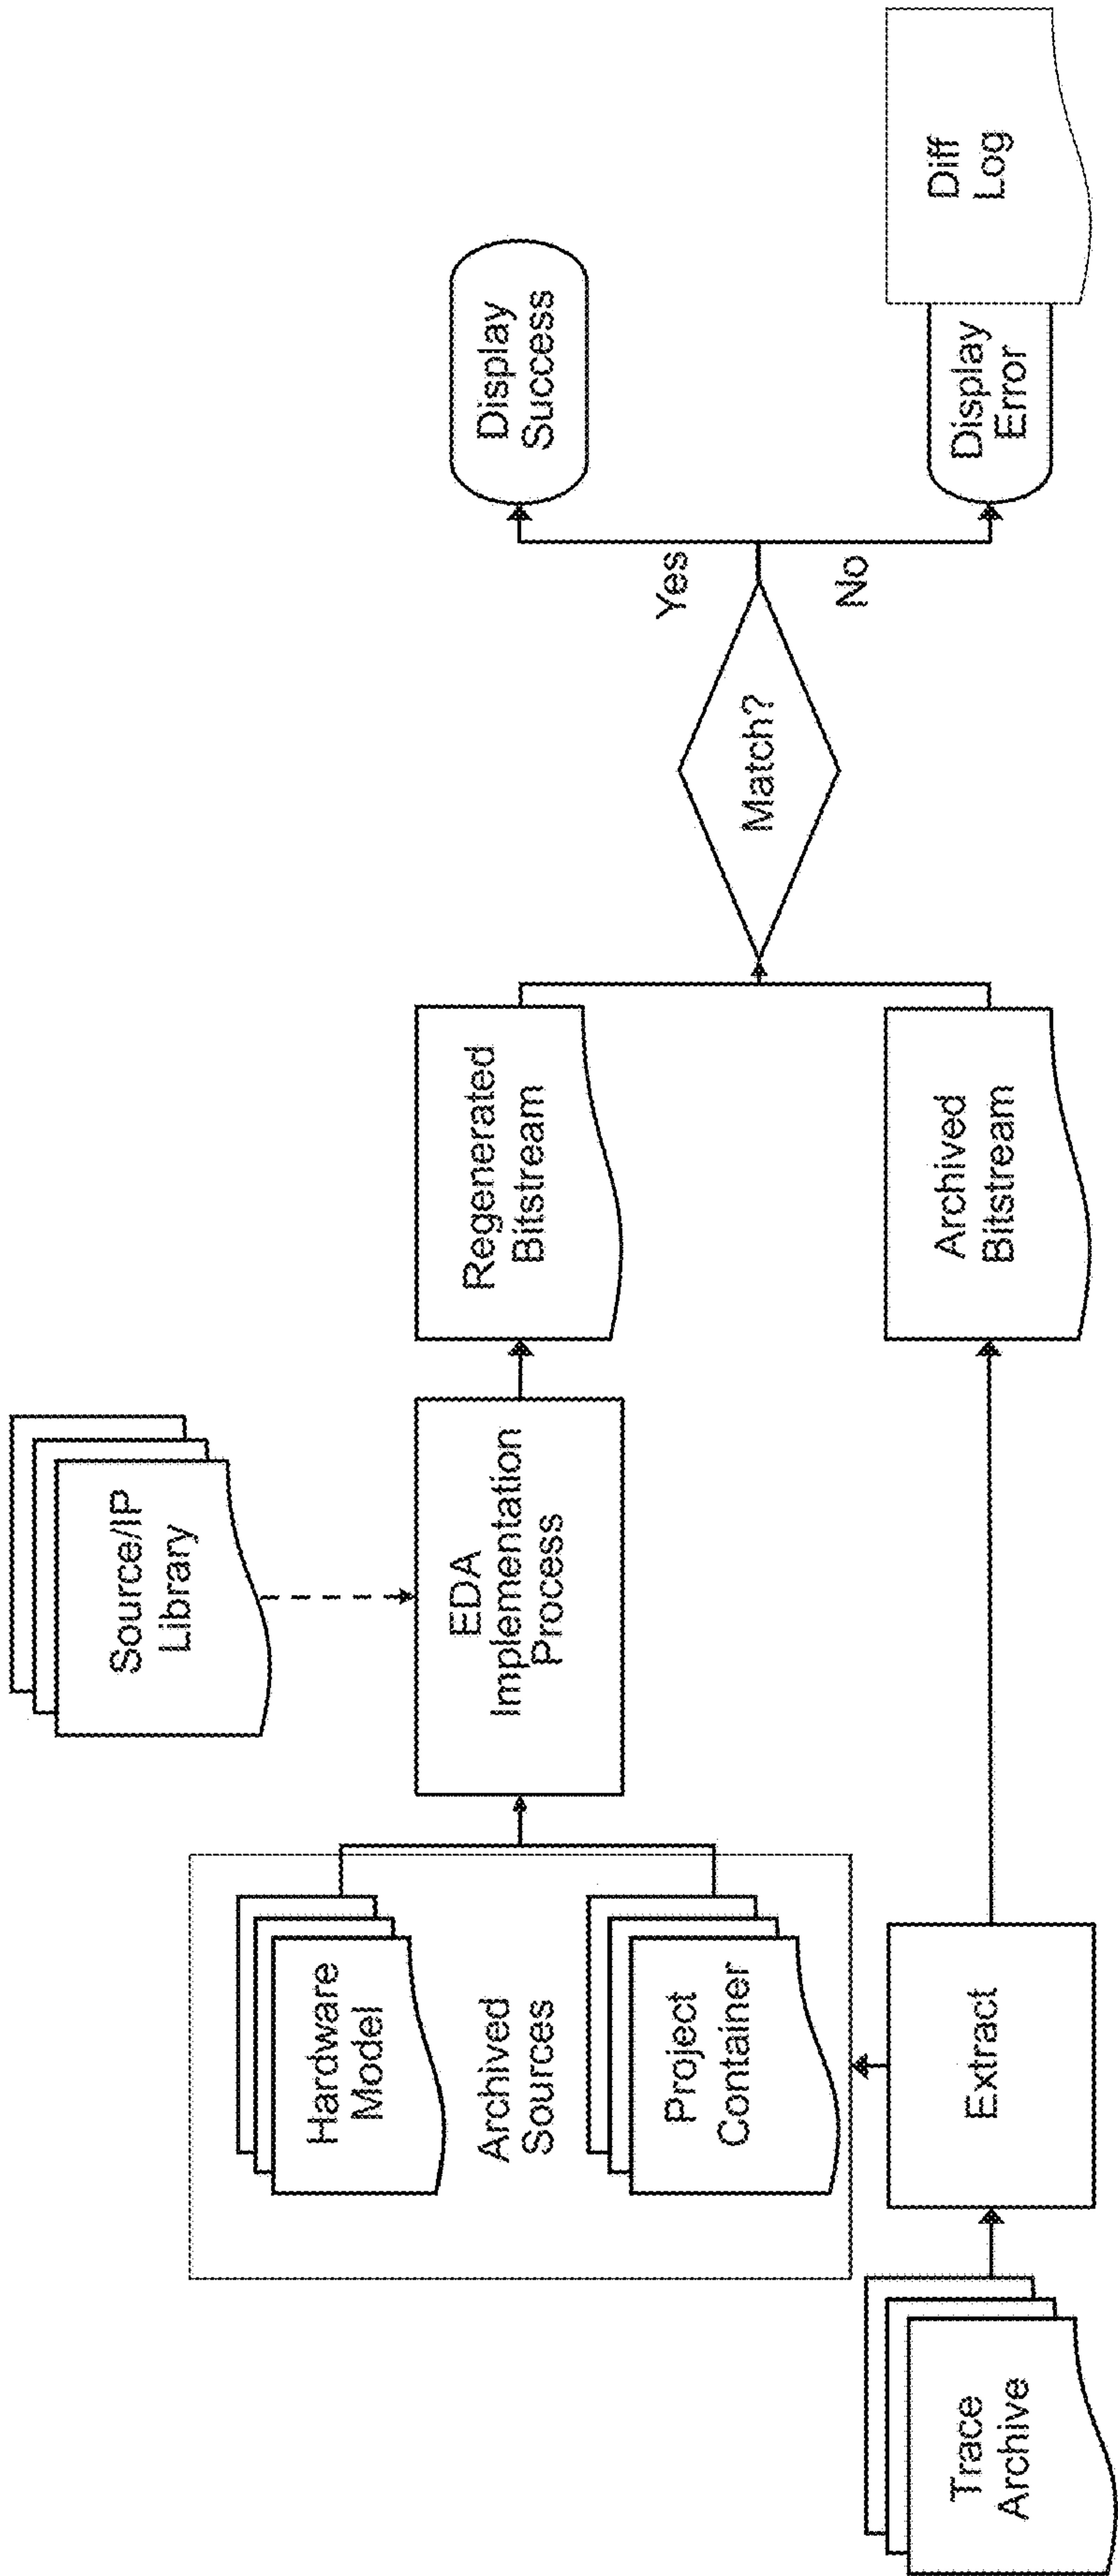 Trace
Archive
Extract
Hardware
Model
Archived
Sources
Project
Container
Source/IP
Library
EDA
Implementation
Process
Regenerated
Bitstream
Archived
Bitstream
Match?
Yes
No
Display
Success
Display
Error
Diff
Log